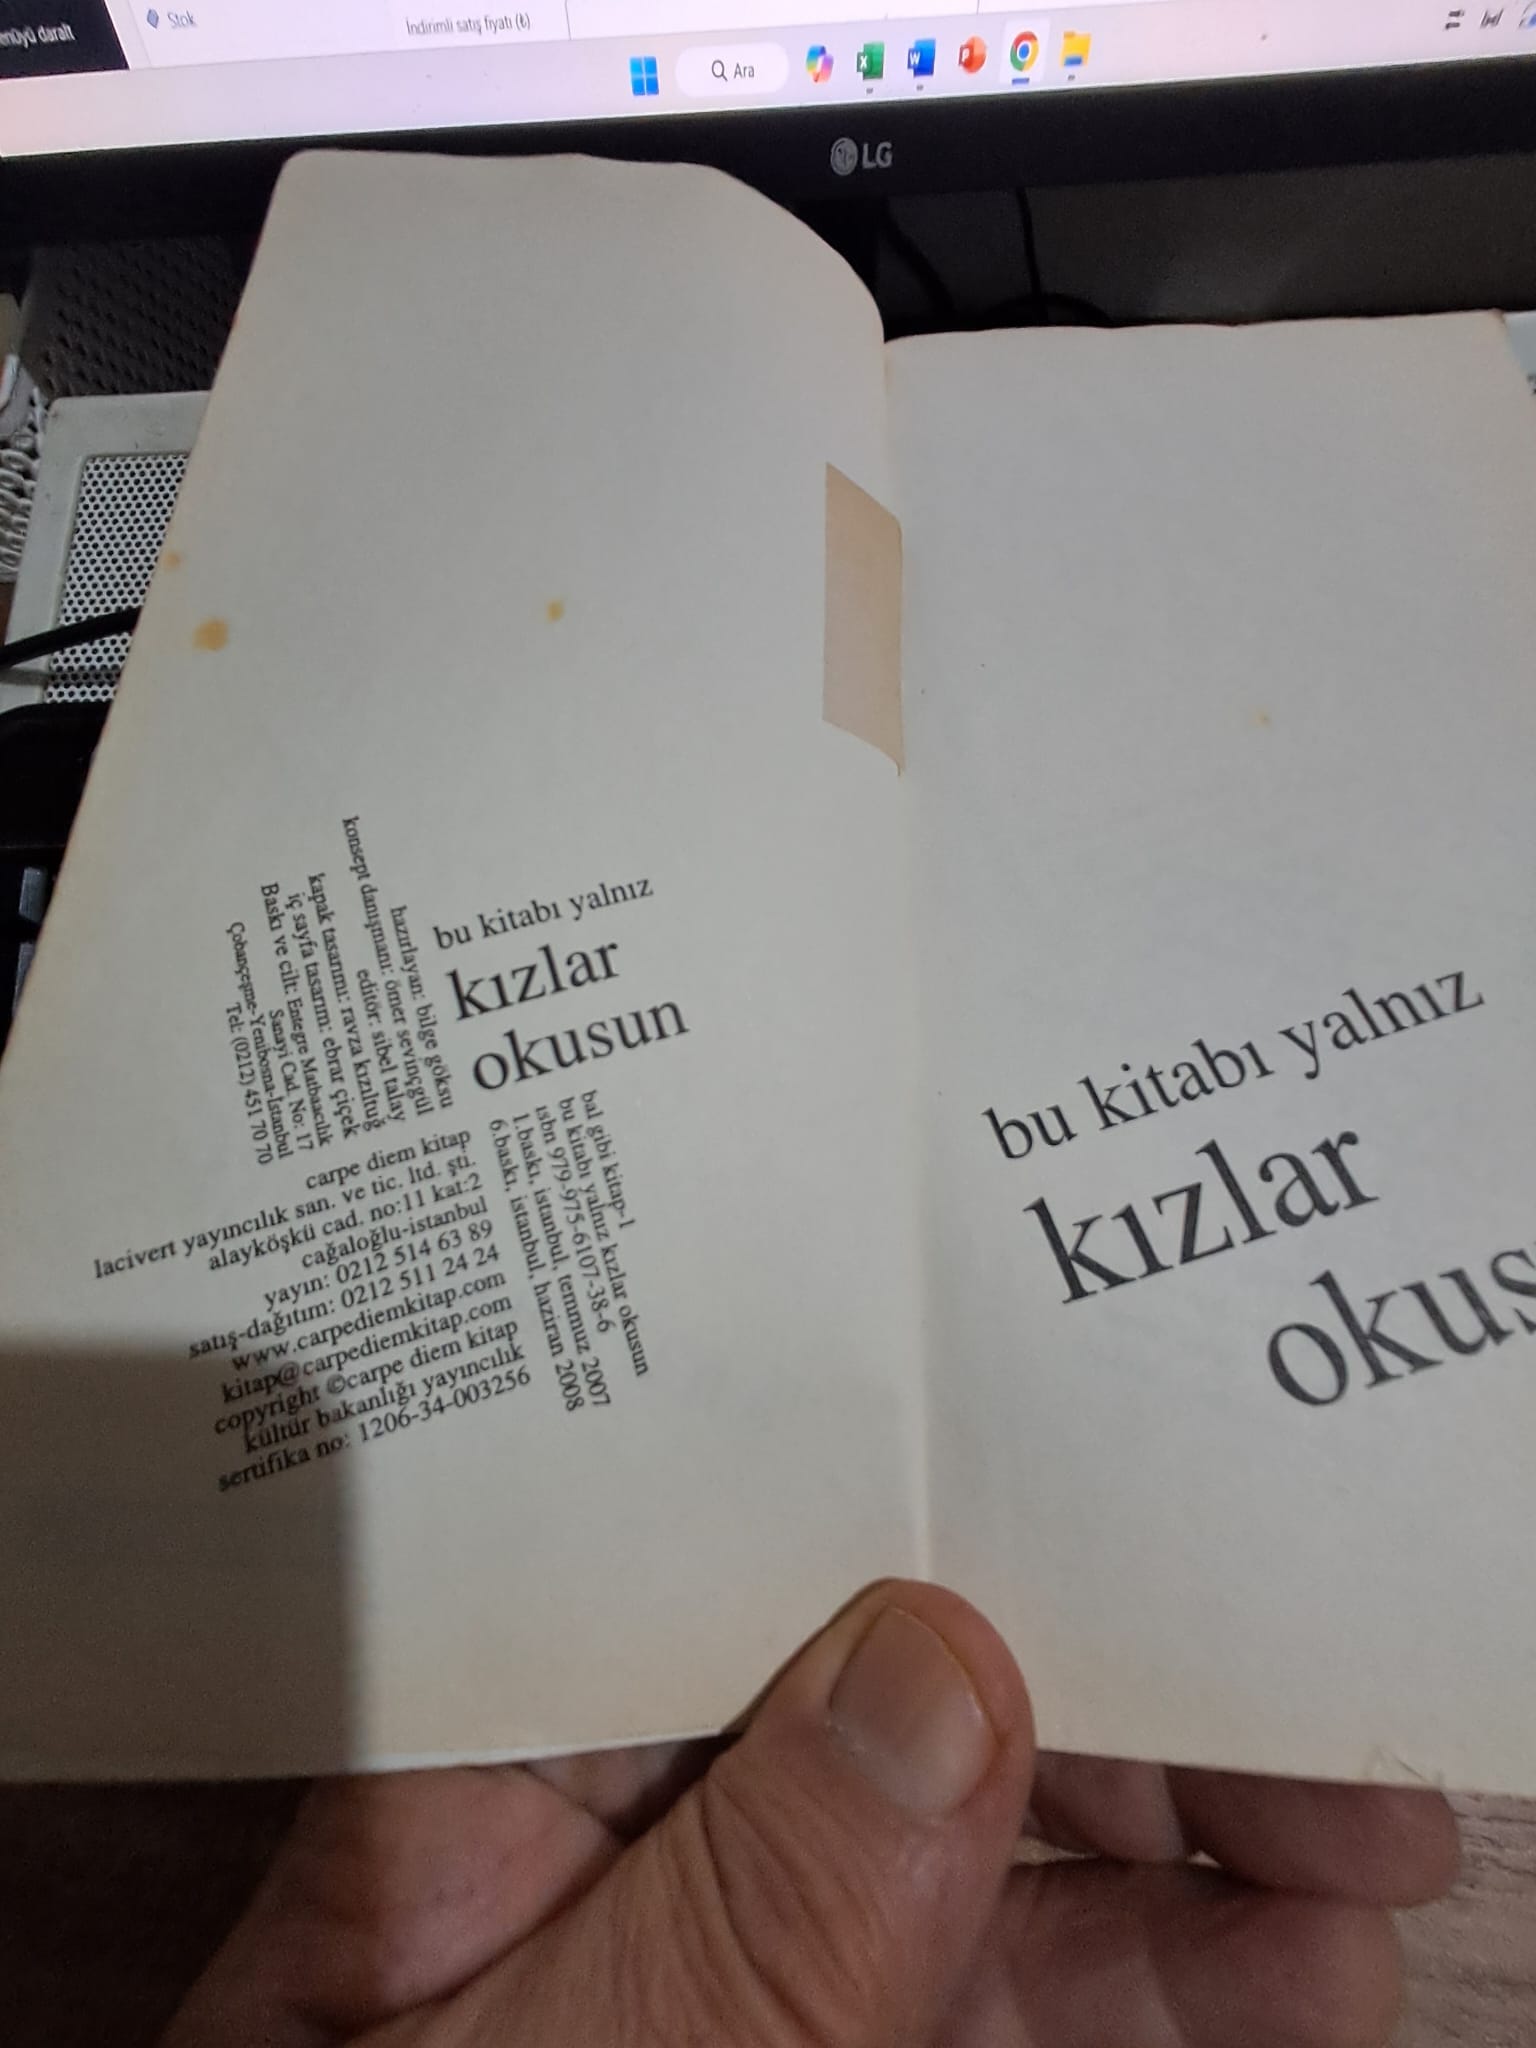 enüyü daralt
Stok
İndirimli satış fiyatı (₺)
Ara
LG
bu kitabı yalnız
kızlar
okusun
hazırlayan: bilge göksu
konsept danışmanı: ömer sevinçgül
editör: sibel talay
kapak tasarımı: ravza kızıltuğ
iç sayfa tasarım: ebrar çiçek
Baskı ve cilt: Entegre Matbaacılık
Sanayi Cad. No: 17
Çobançeşme-Yenibosna-İstanbul
Tel: (0212) 451 70 70
carpe diem kitap
lacivert yayıncılık san. ve tic. ltd. şti.
alayköşkü cad. no:11 kat:2
cağaloğlu-istanbul
yayın: 0212 514 63 89
satış-dağıtım: 0212 511 24 24
www.carpediemkitap.com
kitap@carpediemkitap.com
copyright ©carpe diem kitap
kültür bakanlığı yayıncılık
sertifika no: 1206-34-003256
bal gibi kitap-1
bu kitabı yalnız kızlar okusun
isbn 979-975-6107-38-6
1.baskı, istanbul, temmuz 2007
6.baskı, istanbul, haziran 2008
bu kitabı yalnız
kızlar
okus